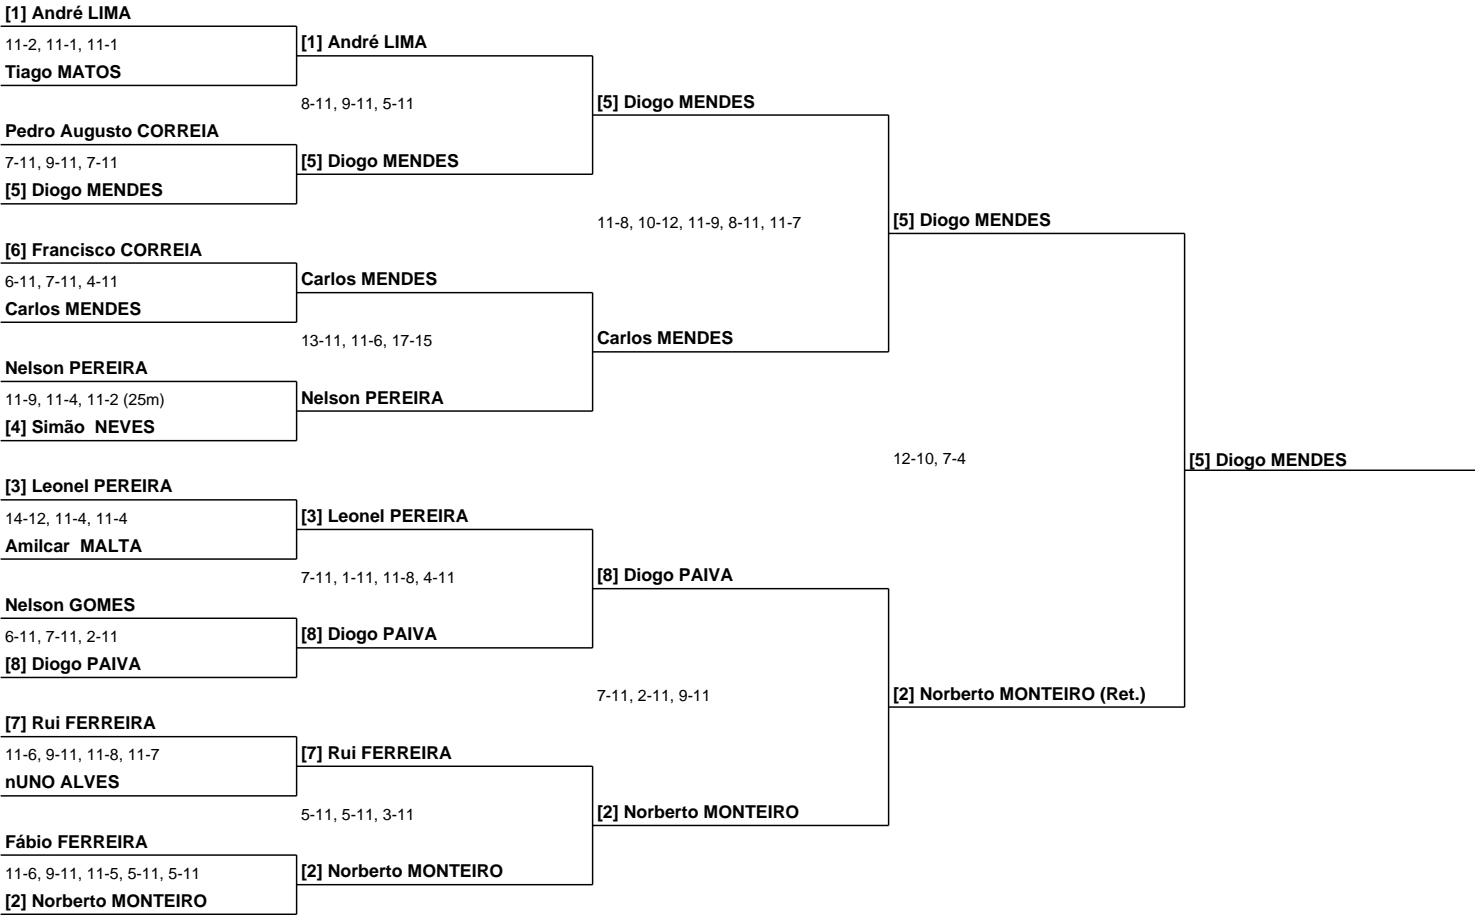 [1] André LIMA
11-2, 11-1, 11-1
[1] André LIMA
Tiago MATOS
8-11, 9-11, 5-11
[5] Diogo MENDES
Pedro Augusto CORREIA
7-11, 9-11, 7-11
[5] Diogo MENDES
[5] Diogo MENDES
11-8, 10-12, 11-9, 8-11, 11-7
[5] Diogo MENDES
[6] Francisco CORREIA
6-11, 7-11, 4-11
Carlos MENDES
Carlos MENDES
13-11, 11-6, 17-15
Carlos MENDES
Nelson PEREIRA
11-9, 11-4, 11-2 (25m)
Nelson PEREIRA
[4] Simão  NEVES
12-10, 7-4
[5] Diogo MENDES
[3] Leonel PEREIRA
14-12, 11-4, 11-4
[3] Leonel PEREIRA
Amilcar  MALTA
7-11, 1-11, 11-8, 4-11
[8] Diogo PAIVA
Nelson GOMES
6-11, 7-11, 2-11
[8] Diogo PAIVA
[8] Diogo PAIVA
7-11, 2-11, 9-11
[2] Norberto MONTEIRO (Ret.)
[7] Rui FERREIRA
11-6, 9-11, 11-8, 11-7
[7] Rui FERREIRA
nUNO ALVES
5-11, 5-11, 3-11
[2] Norberto MONTEIRO
Fábio FERREIRA
11-6, 9-11, 11-5, 5-11, 5-11
[2] Norberto MONTEIRO
[2] Norberto MONTEIRO